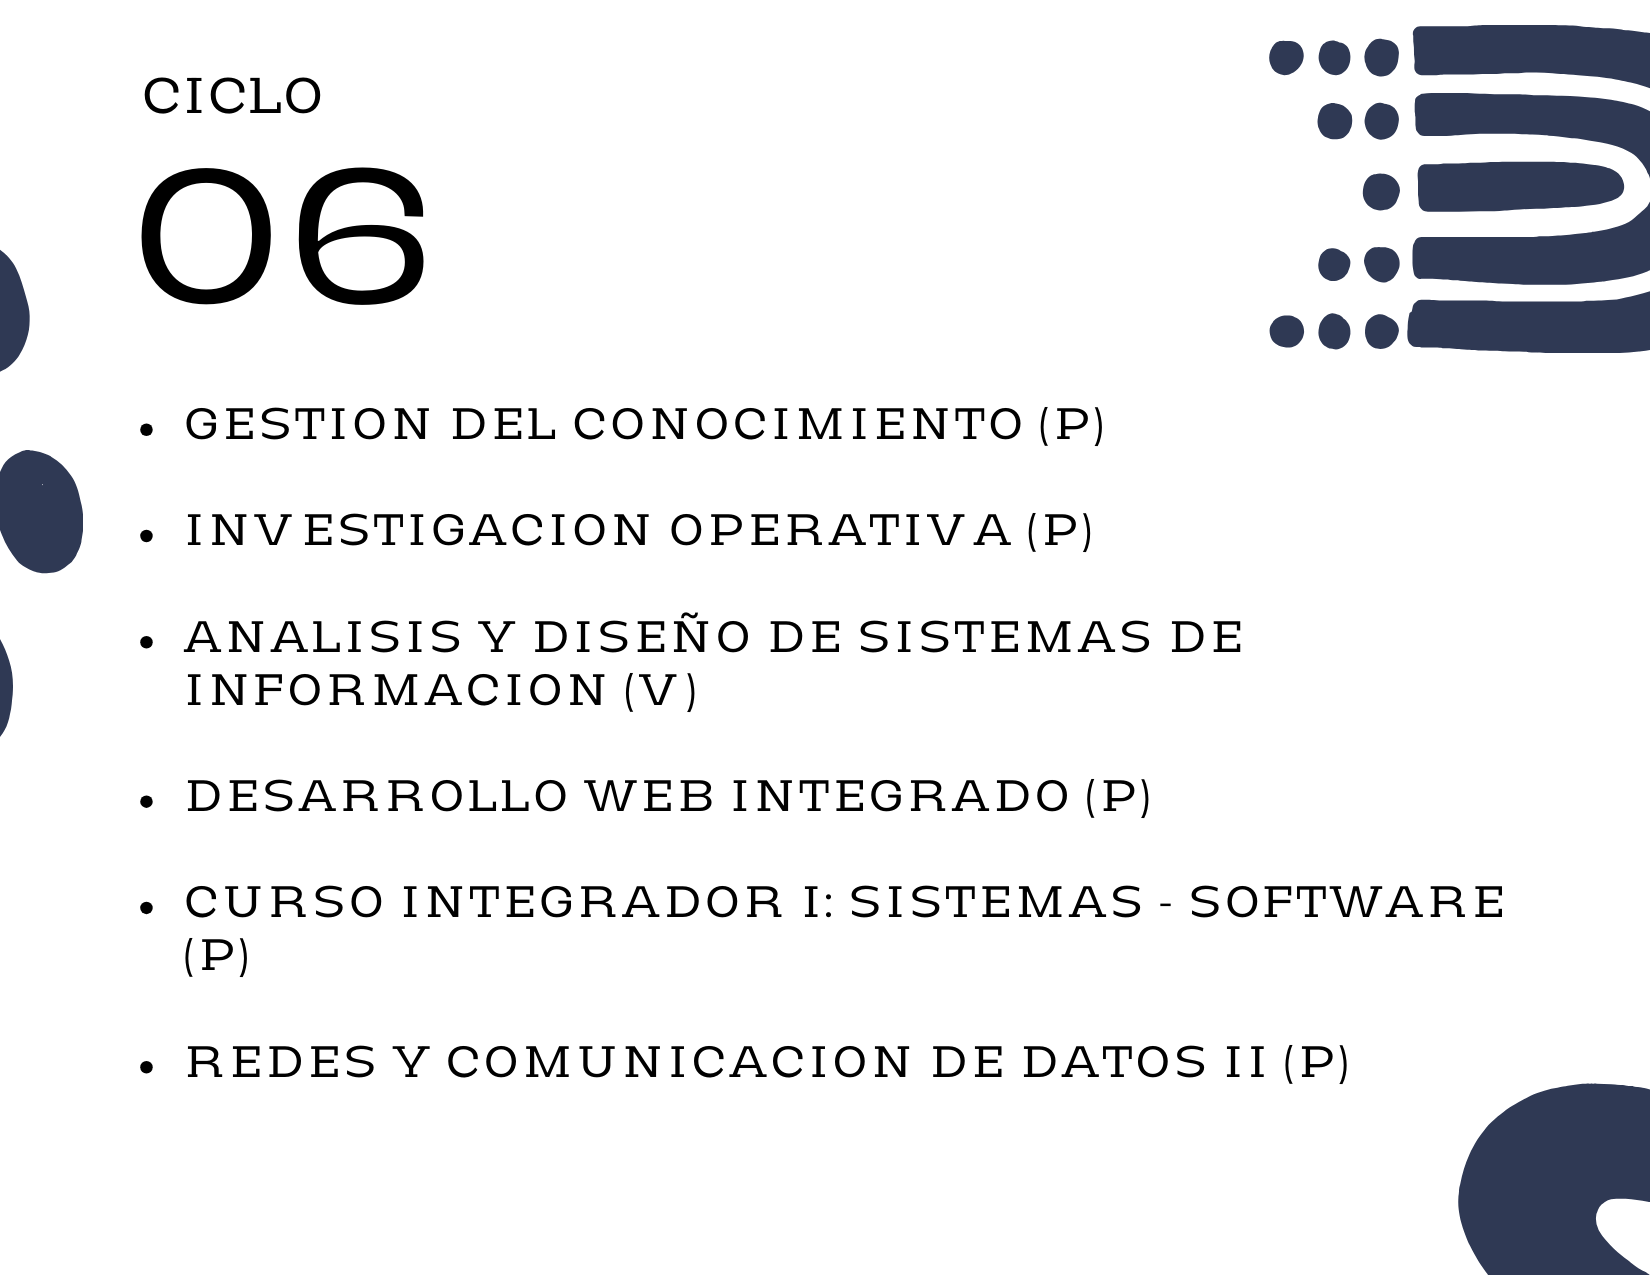 CICLO
06
• GESTION DEL CONOCIMIENTO (P)
• INVESTIGACION OPERATIVA (P)
• ANALISIS Y DISEÑO DE SISTEMAS DE
INFORMACION (V)
• DESARROLLO WEB INTEGRADO (P)
• CURSO INTEGRADOR I: SISTEMAS - SOFTWARE
(P)
• REDES Y COMUNICACION DE DATOS II (P)